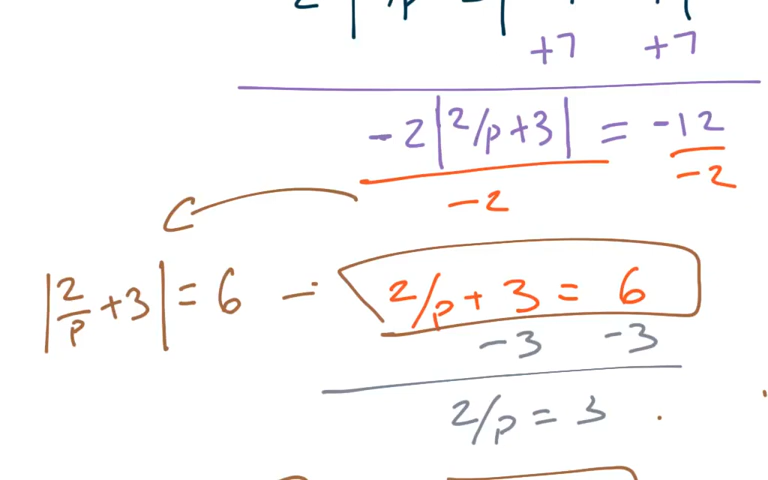 +7 +7
-2|2/p+3| = -12
-2 -2
|2/p +3| = 6 - 2/p + 3 = 6
-3 -3
2/p = 3